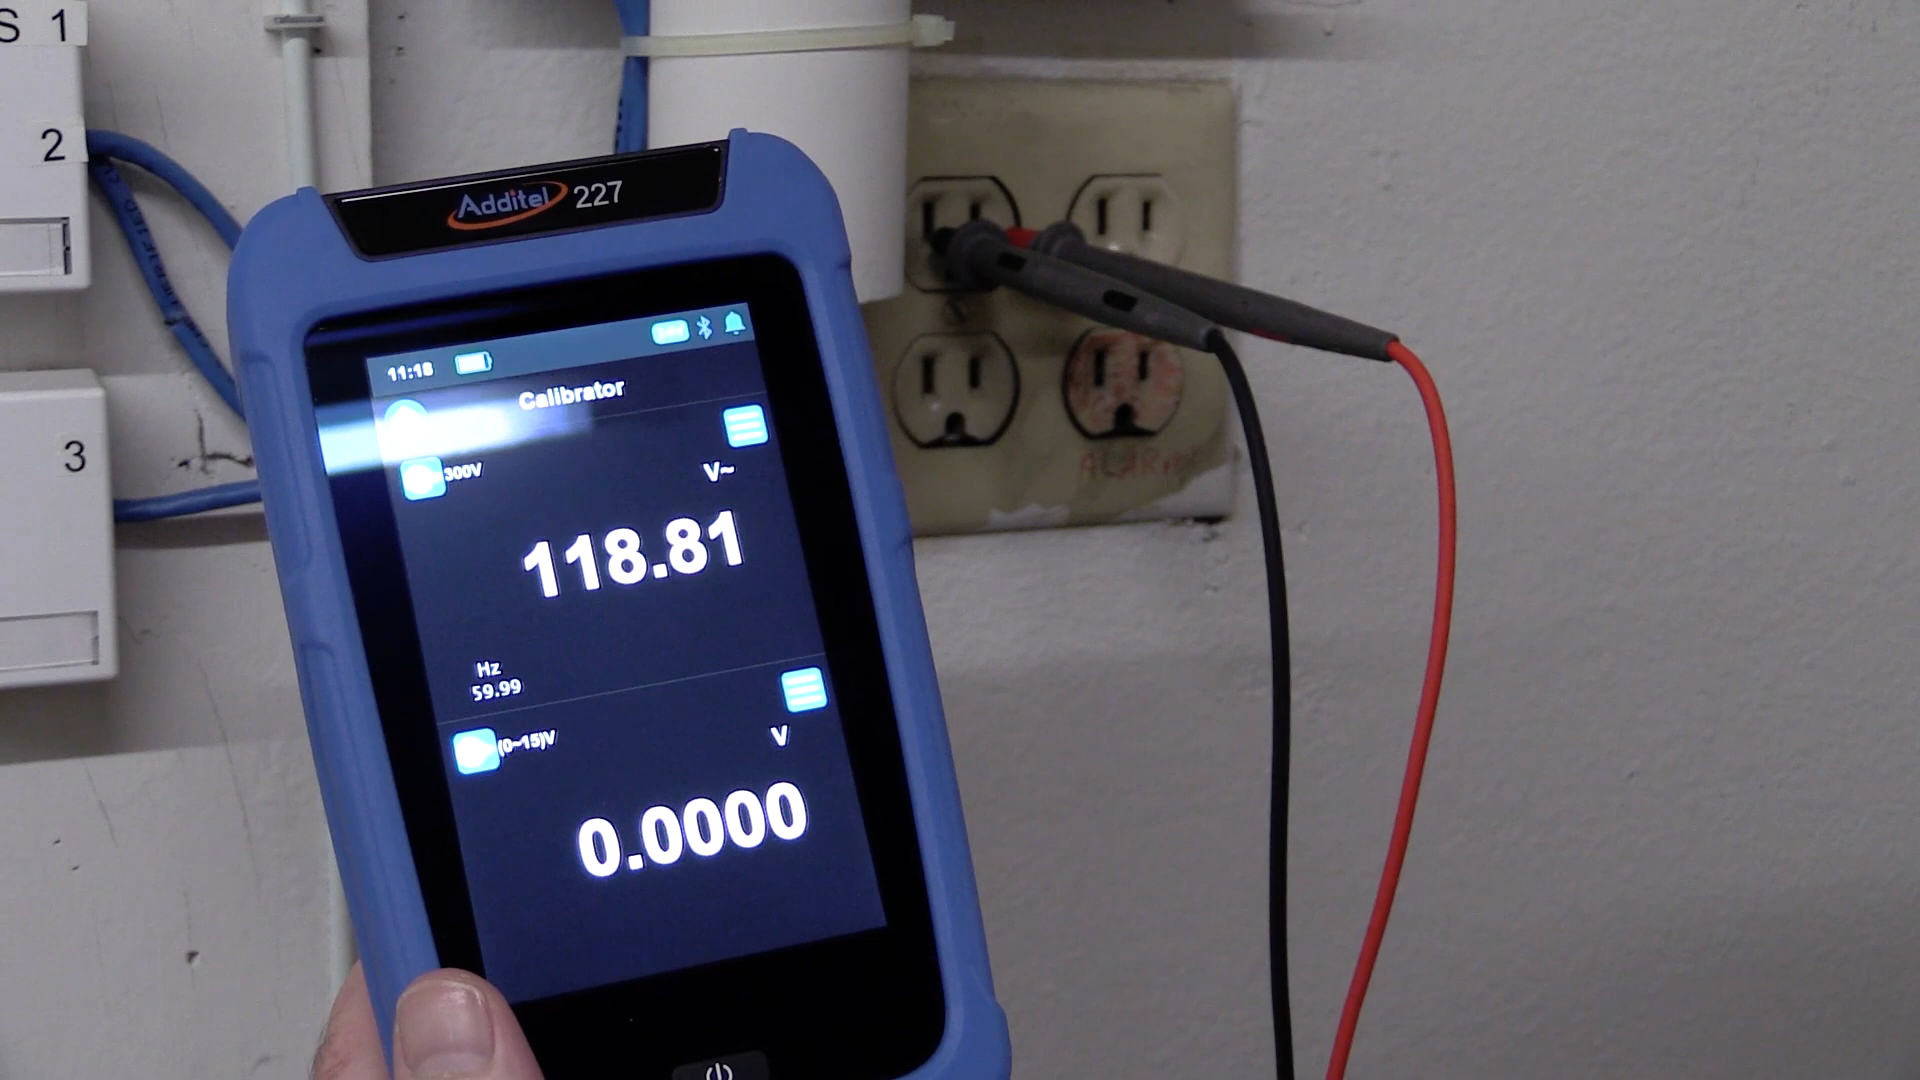 S 1
2
3
Additel 227
11:18
Calibrator
300V
V~
118.81
Hz
59.99
(0~15)V
V
0.0000